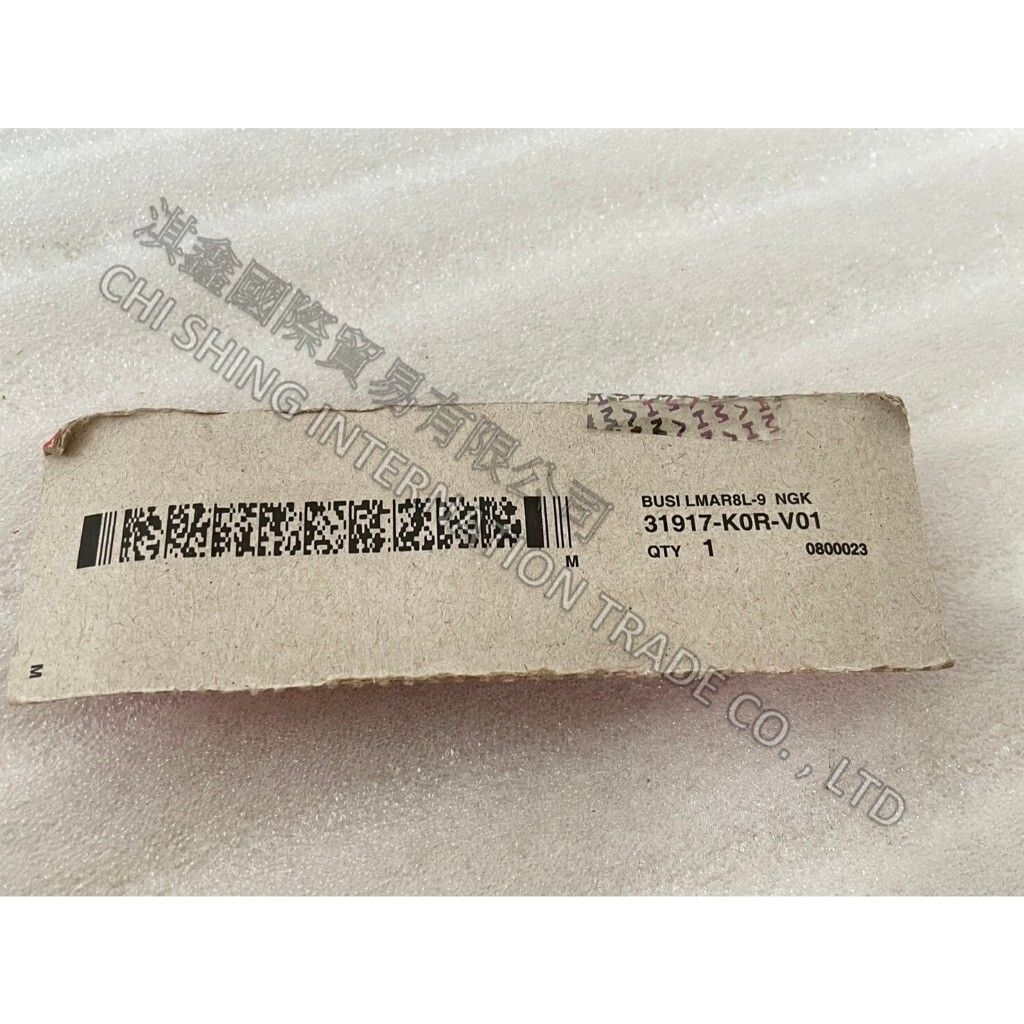 淇鑫國際貿易有限公司
CHI SHING INTERNATION TRADE CO. , LTD
BUSI LMAR8L-9 NGK
31917-K0R-V01
QTY 1 0800023
M
M